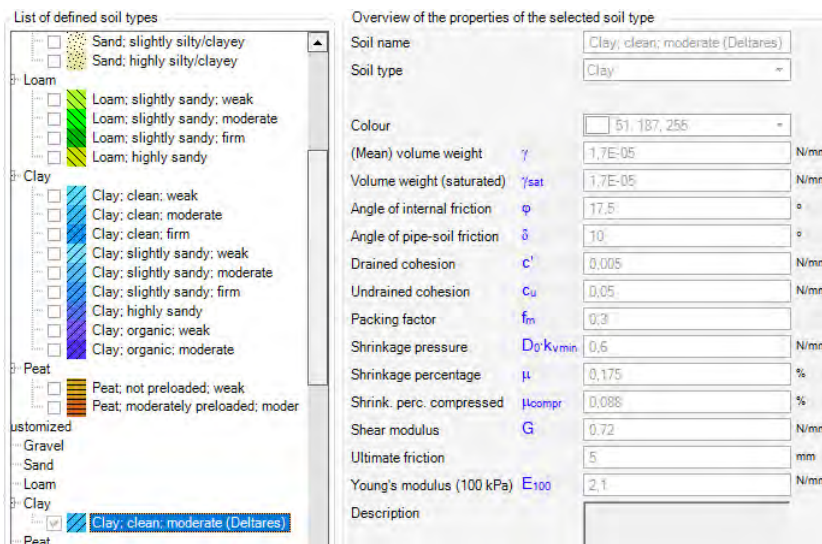 List of defined soil types
Sand; slightly silty/clayey
Sand; highly silty/clayey
Loam
Loam; slightly sandy; weak
Loam; slightly sandy; moderate
Loam; slightly sandy; firm
Loam; highly sandy
Clay
Clay; clean; weak
Clay; clean; moderate
Clay; clean; firm
Clay; slightly sandy; weak
Clay; slightly sandy; moderate
Clay; slightly sandy; firm
Clay; highly sandy
Clay; organic; weak
Clay; organic; moderate
Peat
Peat; not preloaded; weak
Peat; moderately preloaded; moder
ustomized
Gravel
Sand
Loam
Clay
Clay; clean; moderate (Deltares)
Peat
Overview of the properties of the selected soil type
Soil name Clay; clean; moderate (Deltares)
Soil type Clay
Colour 51, 187, 255
(Mean) volume weight γ 1,7E-05 N/mm
Volume weight (saturated) γsat 1,7E-05 N/mm
Angle of internal friction φ 17,5 °
Angle of pipe-soil friction δ 10 °
Drained cohesion c' 0,005 N/mm
Undrained cohesion cu 0,05 N/mm
Packing factor fm 0,3
Shrinkage pressure D0·kvmin 0,6 N/mm
Shrinkage percentage μ 0,175 %
Shrink. perc. compressed μcompr 0,088 %
Shear modulus G 0,72 N/mm
Ultimate friction 5 mm
Young's modulus (100 kPa) E100 2,1 N/mm
Description